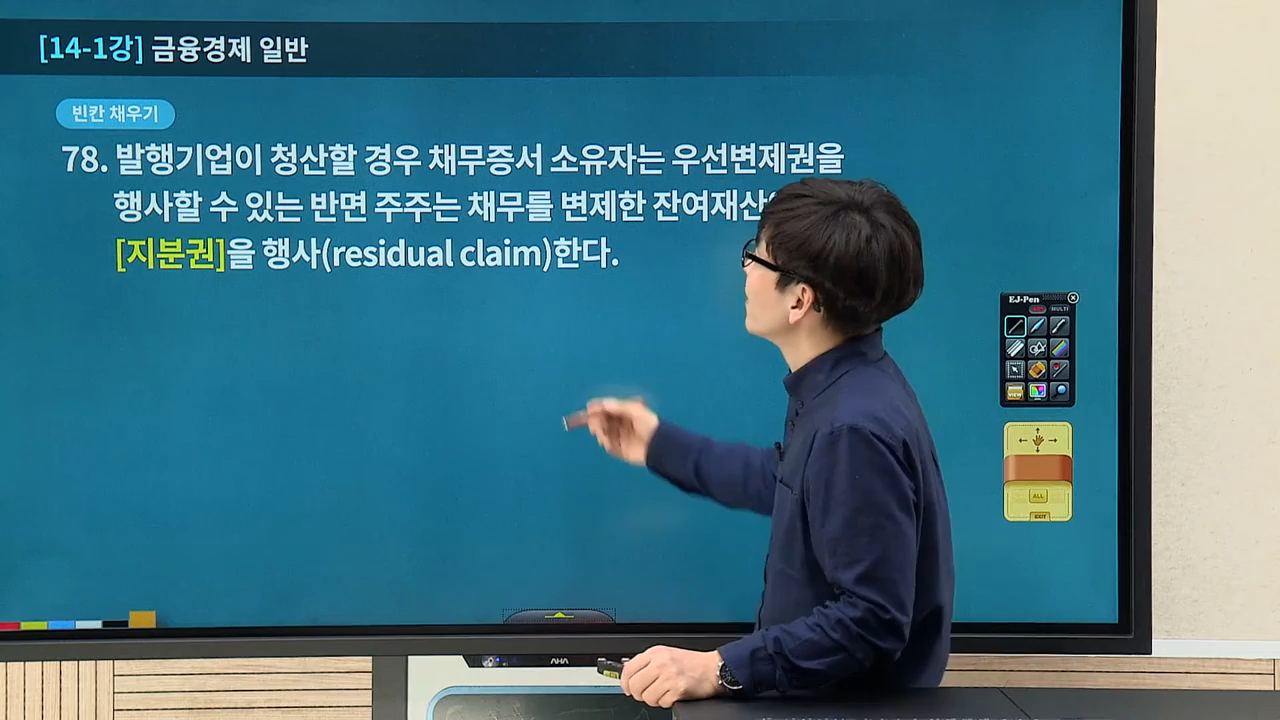 [14-1강] 금융경제 일반
빈칸 채우기
78. 발행기업이 청산할 경우 채무증서 소유자는 우선변제권을
행사할 수 있는 반면 주주는 채무를 변제한 잔여재산
[지분권]을 행사(residual claim)한다.
EJ-Pen
MULTI
VIEW
ALL
EXIT
AHA